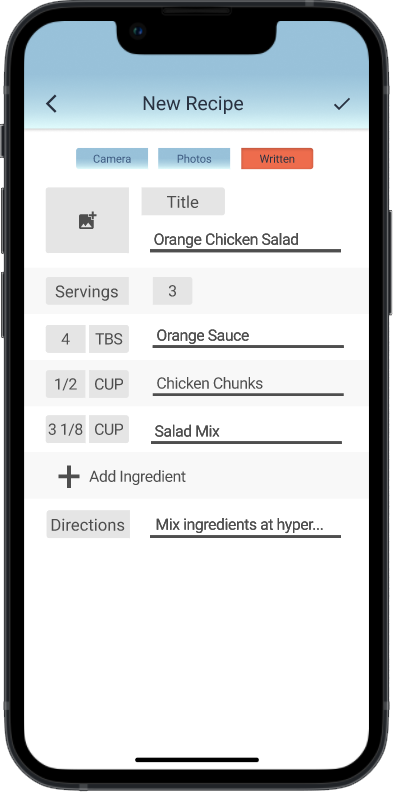 New Recipe
Camera Photos Written
Title
Orange Chicken Salad
Servings 3
4 TBS Orange Sauce
1/2 CUP Chicken Chunks
3 1/8 CUP Salad Mix
Add Ingredient
Directions Mix ingredients at hyper...